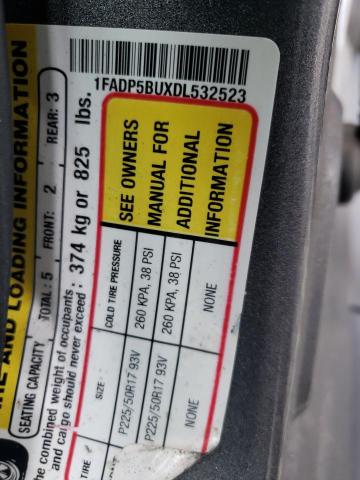 AND LOADING INFORMATION
SEATING CAPACITY TOTAL: 5 FRONT: 2 REAR: 3
the combined weight of occupants
and cargo should never exceed : 374 kg or 825 lbs.
1FADP5BUXDL532523
TIRE SIZE COLD TIRE PRESSURE SEE OWNERS
MANUAL FOR
ADDITIONAL
INFORMATION
P225/50R17 93V 260 KPA, 38 PSI
P225/50R17 93V 260 KPA, 38 PSI
NONE NONE